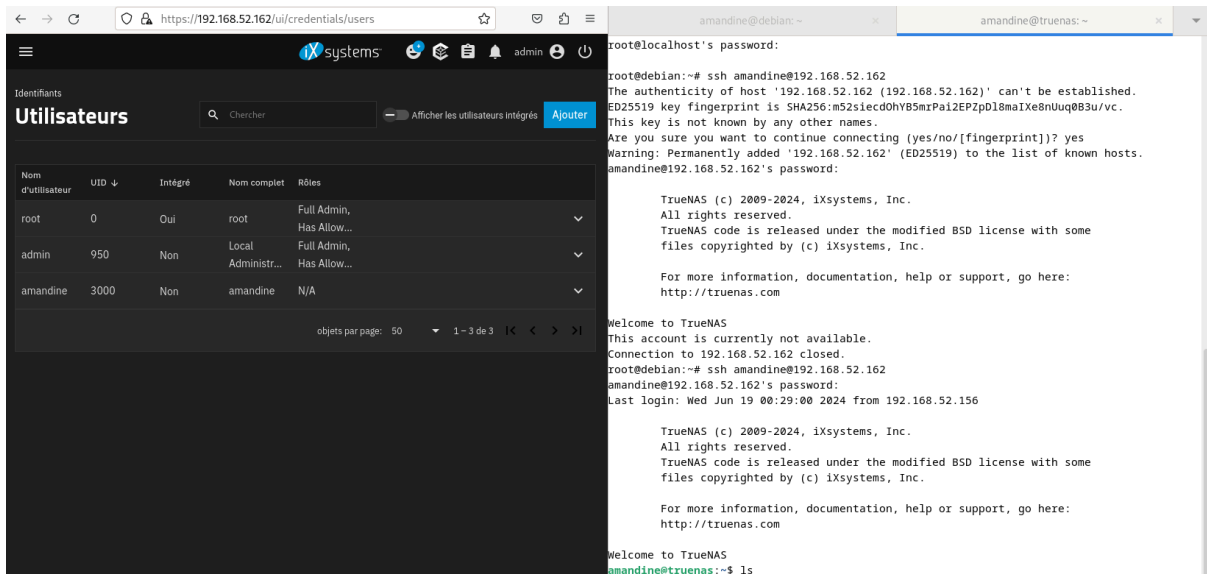 https://192.168.52.162/ui/credentials/users
iX systems
admin
Identifiants
Utilisateurs
Chercher
Afficher les utilisateurs intégrés
Ajouter
Nom d'utilisateur UID ↓ Intégré Nom complet Rôles
root 0 Oui root Full Admin, Has Allow...
admin 950 Non Local Administr... Full Admin, Has Allow...
amandine 3000 Non amandine N/A
objets par page: 50 1 – 3 de 3
amandine@debian: ~
amandine@truenas: ~
root@localhost's password:
root@debian:~# ssh amandine@192.168.52.162
The authenticity of host '192.168.52.162 (192.168.52.162)' can't be established.
ED25519 key fingerprint is SHA256:m52siecdOhYB5mrPai2EPZpDl8maIXe8nUuq0B3u/vc.
This key is not known by any other names.
Are you sure you want to continue connecting (yes/no/[fingerprint])? yes
Warning: Permanently added '192.168.52.162' (ED25519) to the list of known hosts.
amandine@192.168.52.162's password:
TrueNAS (c) 2009-2024, iXsystems, Inc.
All rights reserved.
TrueNAS code is released under the modified BSD license with some
files copyrighted by (c) iXsystems, Inc.
For more information, documentation, help or support, go here:
http://truenas.com
Welcome to TrueNAS
This account is currently not available.
Connection to 192.168.52.162 closed.
root@debian:~# ssh amandine@192.168.52.162
amandine@192.168.52.162's password:
Last login: Wed Jun 19 00:29:00 2024 from 192.168.52.156
TrueNAS (c) 2009-2024, iXsystems, Inc.
All rights reserved.
TrueNAS code is released under the modified BSD license with some
files copyrighted by (c) iXsystems, Inc.
For more information, documentation, help or support, go here:
http://truenas.com
Welcome to TrueNAS
amandine@truenas:~$ ls